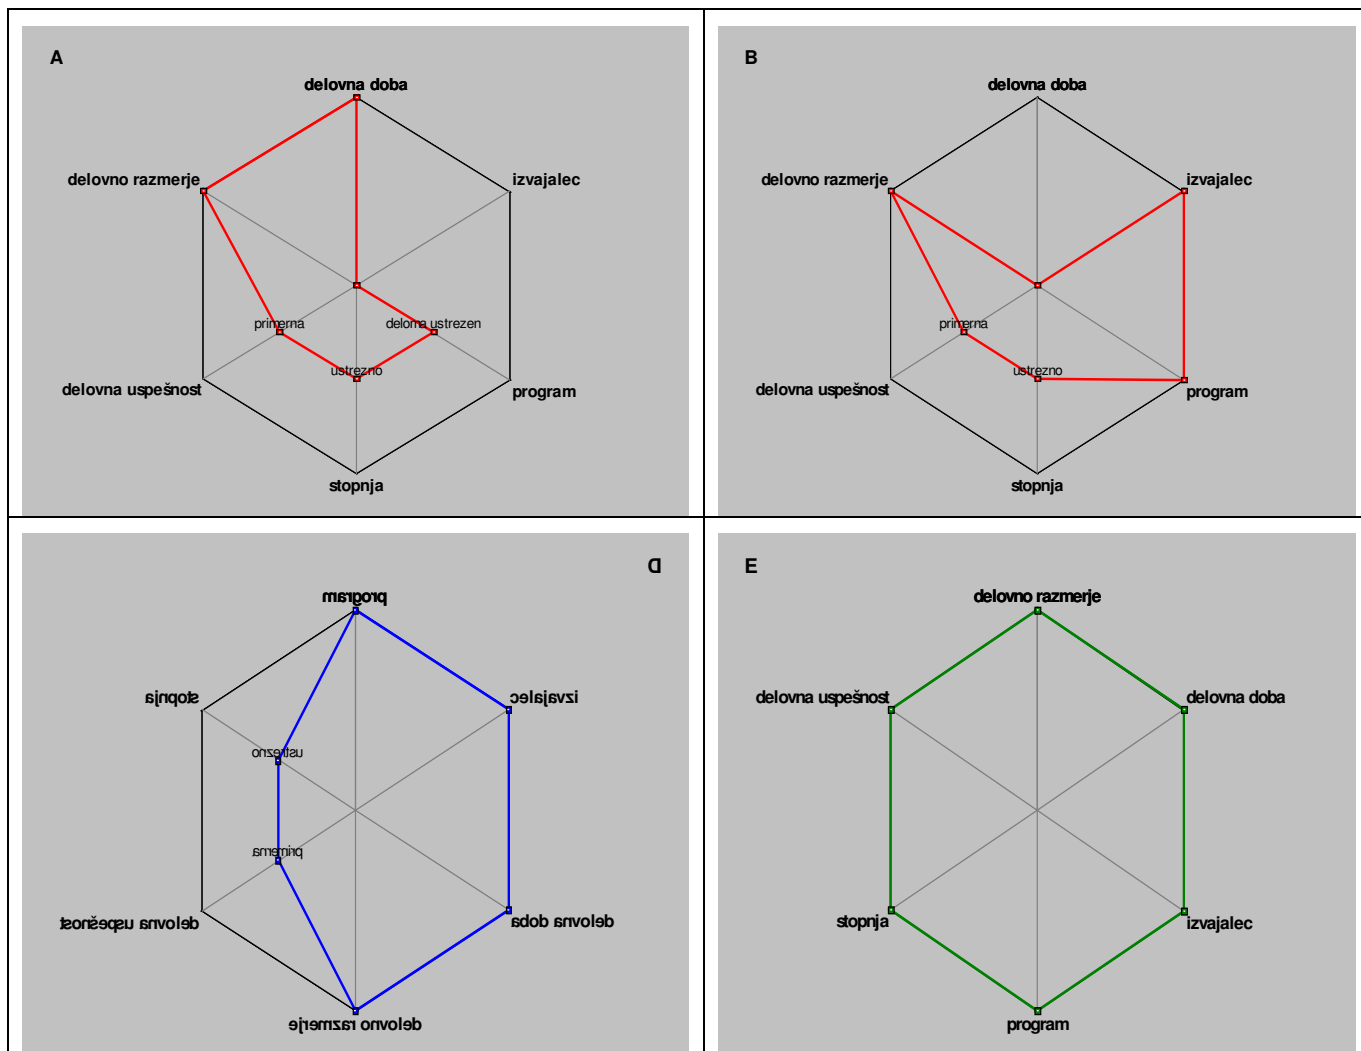 A
delovna doba
delovno razmerje
izvajalec
primerna
deloma ustrezen
ustrezno
delovna uspešnost
program
stopnja
B
delovna doba
delovno razmerje
izvajalec
primerna
ustrezno
delovna uspešnost
program
stopnja
D
program
stopnja
izvajalec
ustrezno
primerna
delovna uspešnost
delovna doba
delovno razmerje
E
delovno razmerje
delovna uspešnost
delovna doba
stopnja
izvajalec
program